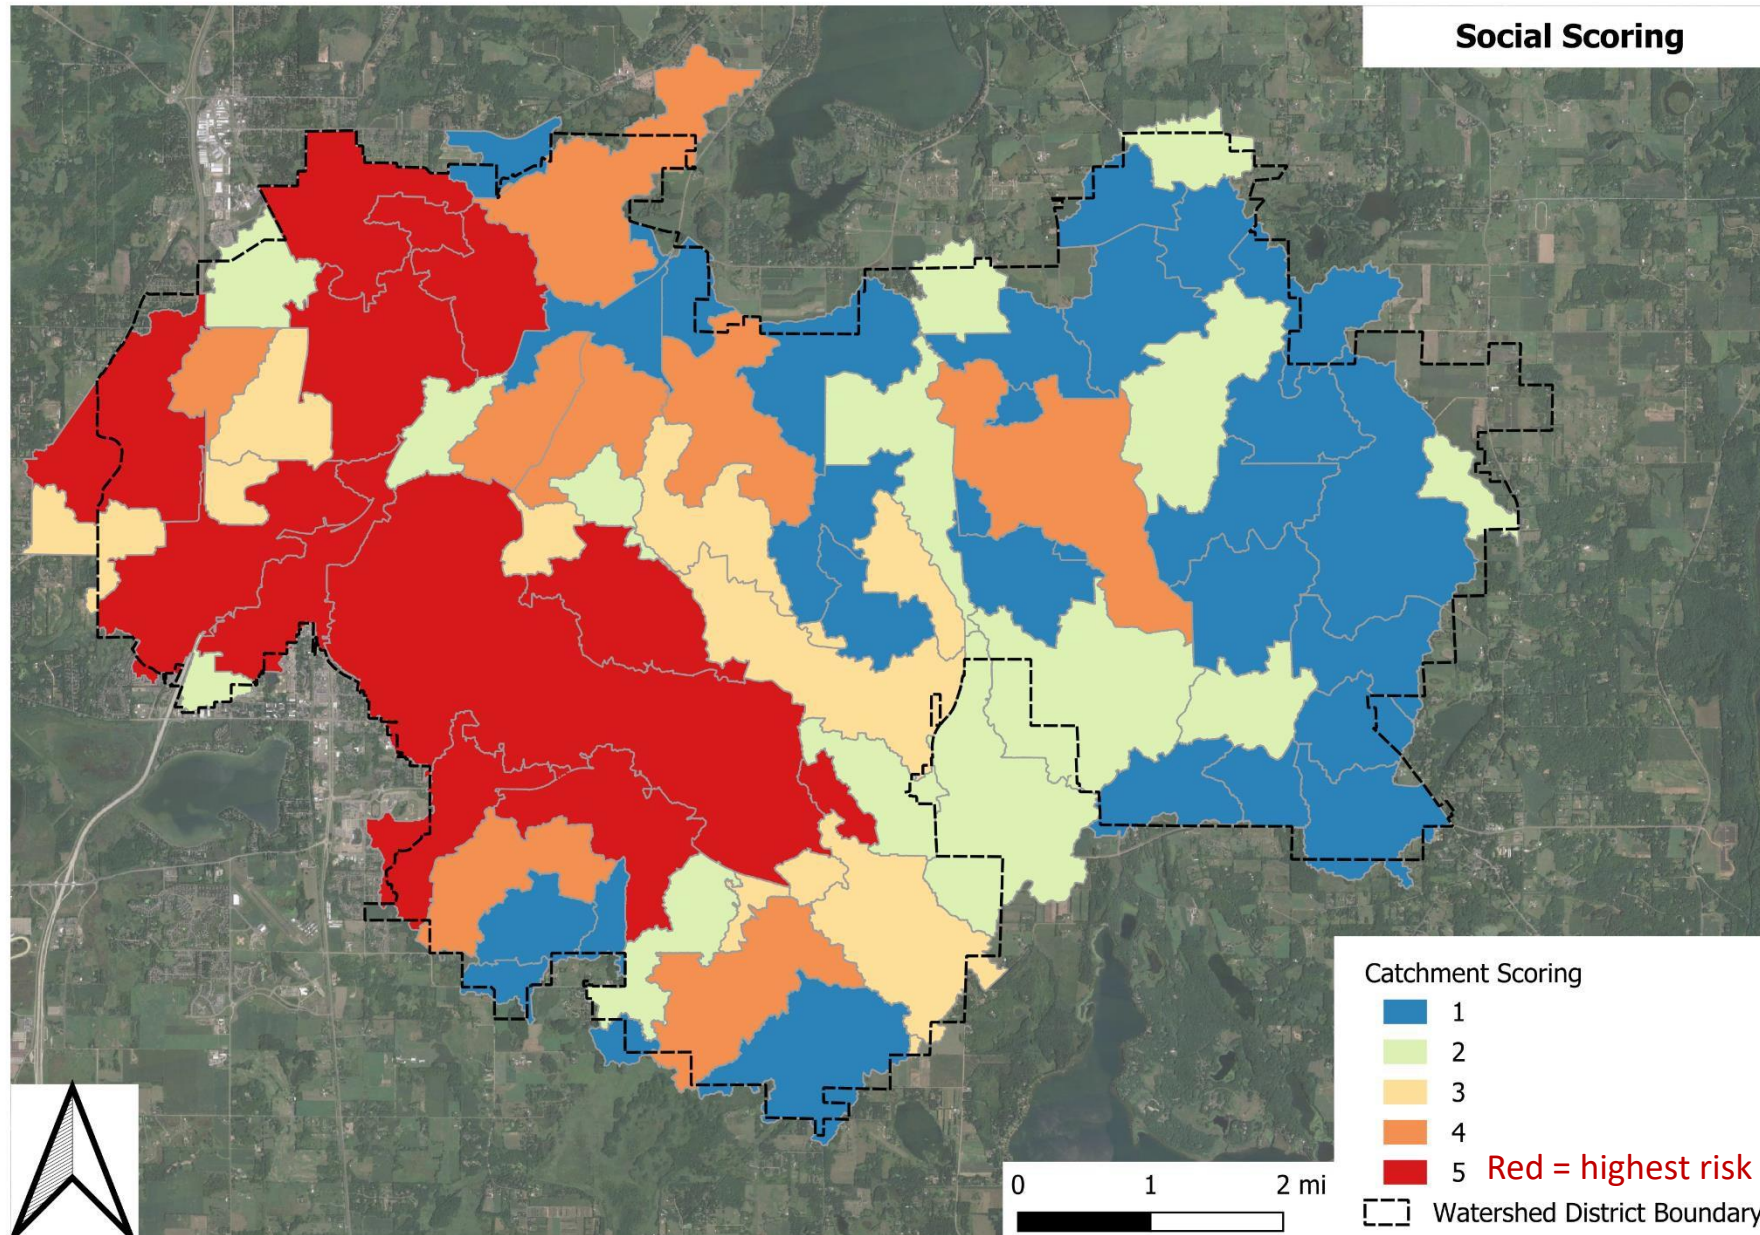 Social Scoring
Catchment Scoring
1
2
3
4
5 Red = highest risk
Watershed District Boundary
0 1 2 mi